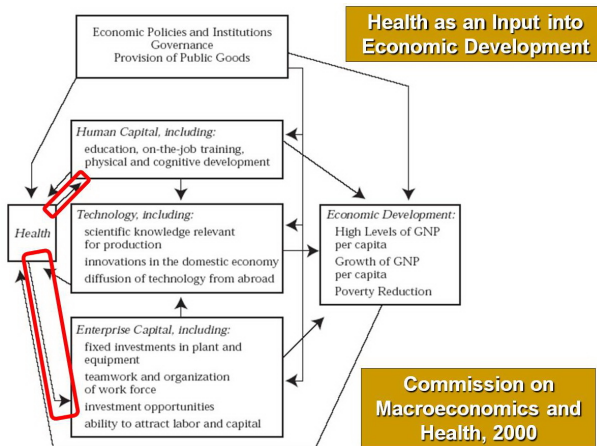 Health as an Input into
Economic Development
Economic Policies and Institutions
Governance
Provision of Public Goods
Human Capital, including:
education, on-the-job training,
physical and cognitive development
Health
Technology, including:
scientific knowledge relevant
for production
innovations in the domestic economy
diffusion of technology from abroad
Economic Development:
High Levels of GNP
per capita
Growth of GNP
per capita
Poverty Reduction
Enterprise Capital, including:
fixed investments in plant and
equipment
teamwork and organization
of work force
investment opportunities
ability to attract labor and capital
Commission on
Macroeconomics and
Health, 2000